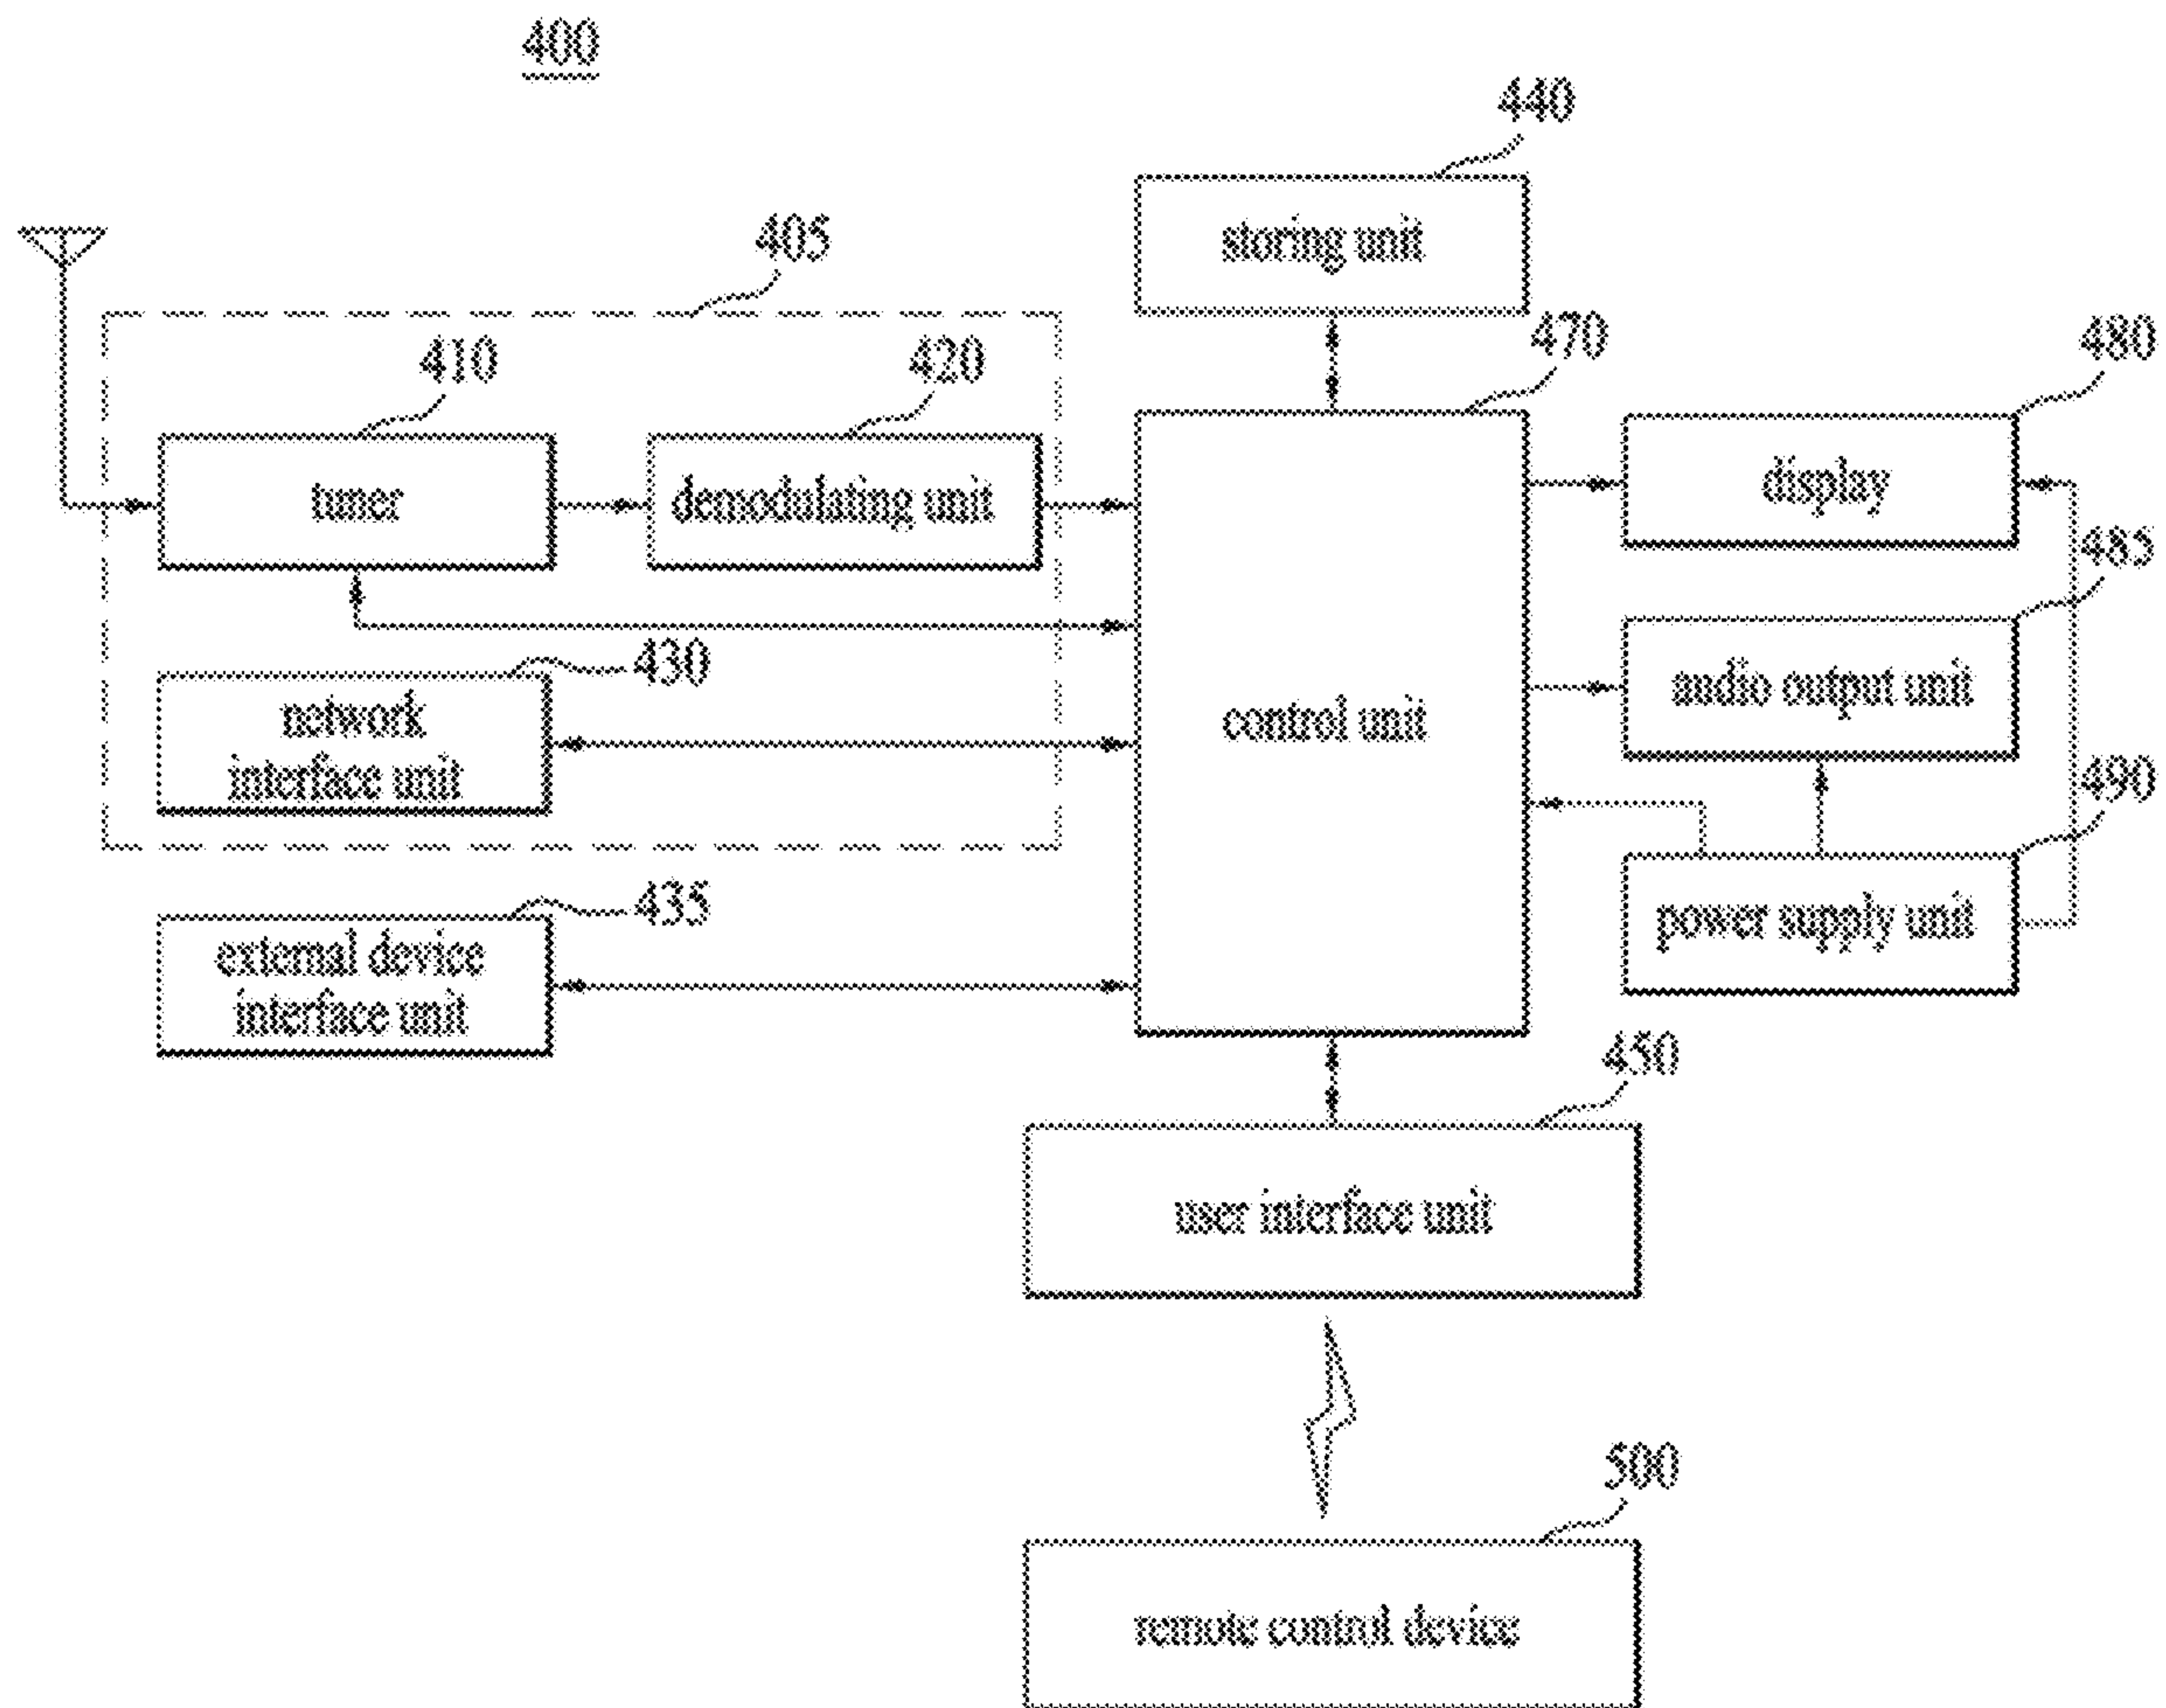 400
440
storing unit
405
470
480
410
420
tuner
demodulating unit
display
485
430
network
interface unit
control unit
audio output unit
490
435
external device
interface unit
power supply unit
450
user interface unit
500
remote control device